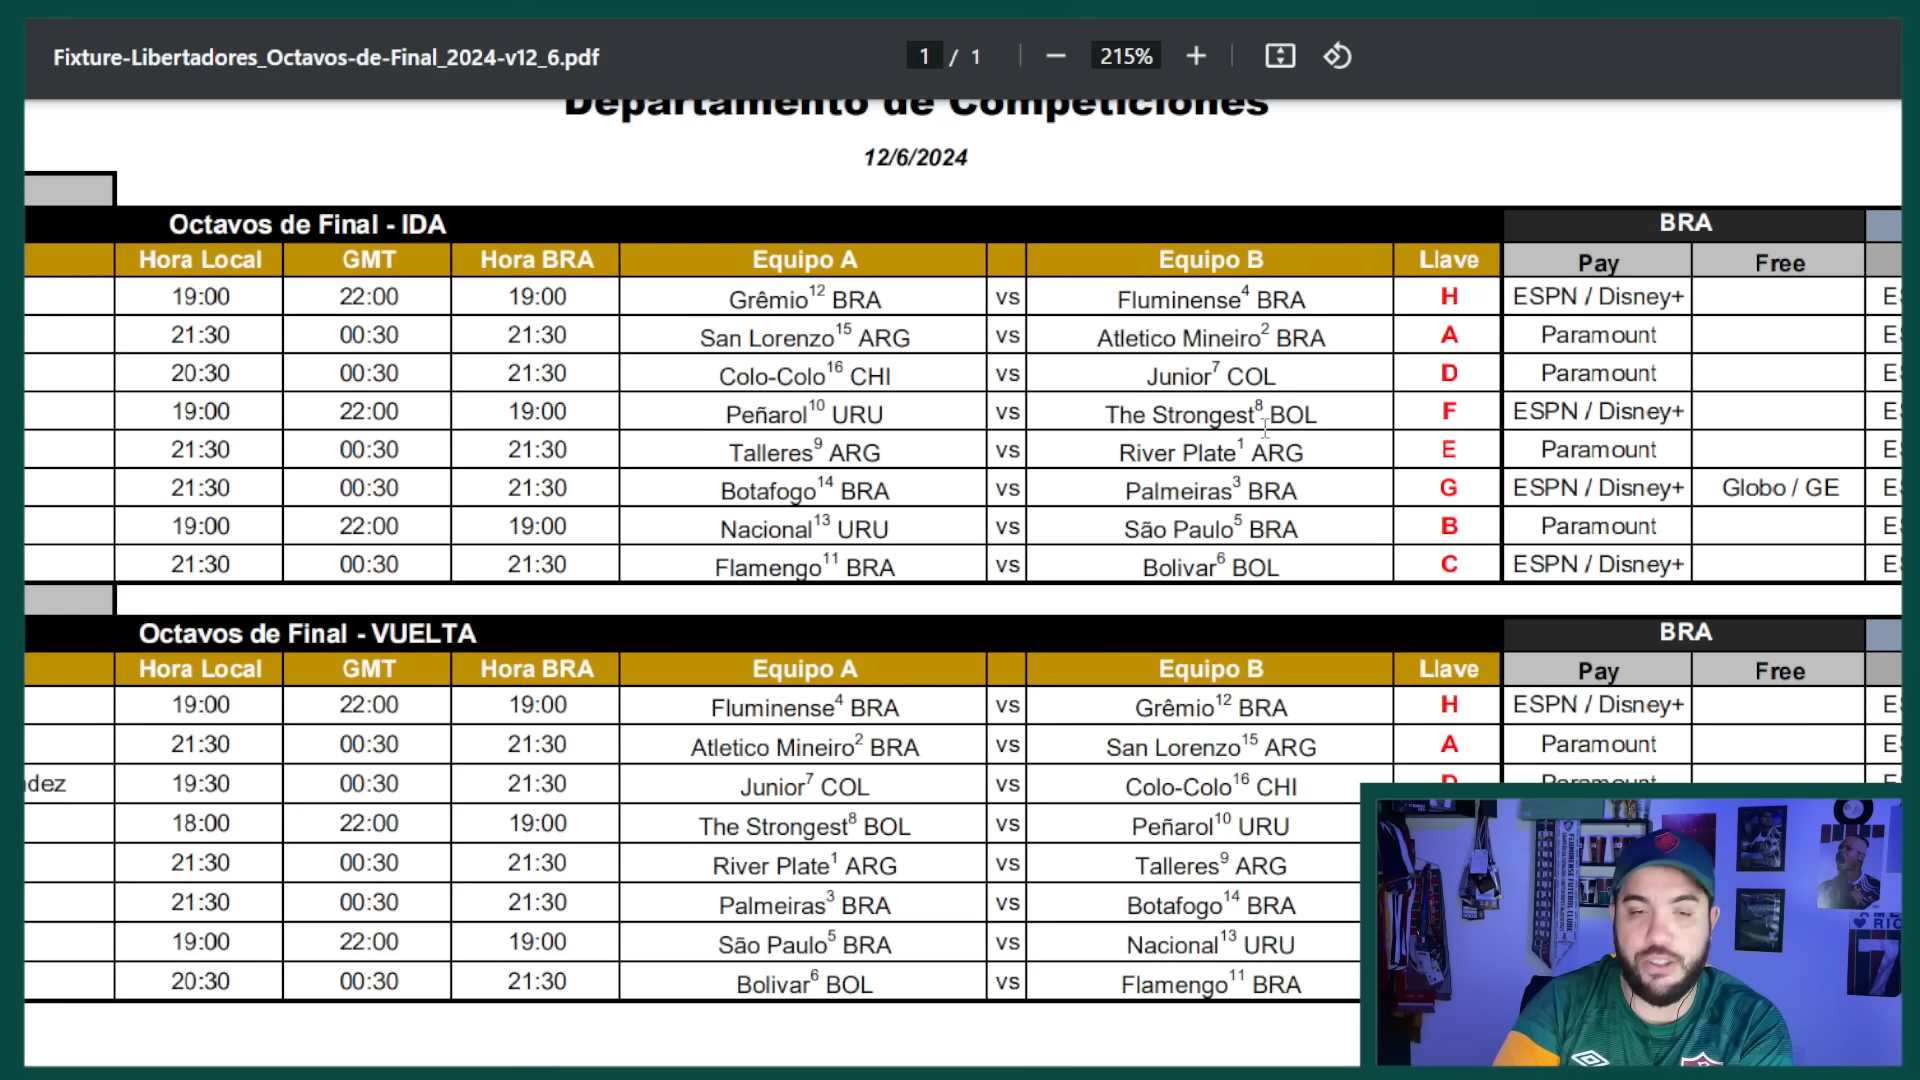 Fixture-Libertadores_Octavos-de-Final_2024-v12_6.pdf 1 / 1 215%
Departamento de Competiciones
12/6/2024
Octavos de Final - IDA BRA
Hora Local GMT Hora BRA Equipo A Equipo B Llave Pay Free
19:00 22:00 19:00 Grêmio12 BRA vs Fluminense4 BRA H ESPN / Disney+
21:30 00:30 21:30 San Lorenzo15 ARG vs Atletico Mineiro2 BRA A Paramount
20:30 00:30 21:30 Colo-Colo16 CHI vs Junior7 COL D Paramount
19:00 22:00 19:00 Peñarol10 URU vs The Strongest8 BOL F ESPN / Disney+
21:30 00:30 21:30 Talleres9 ARG vs River Plate1 ARG E Paramount
21:30 00:30 21:30 Botafogo14 BRA vs Palmeiras3 BRA G ESPN / Disney+ Globo / GE
19:00 22:00 19:00 Nacional13 URU vs São Paulo5 BRA B Paramount
21:30 00:30 21:30 Flamengo11 BRA vs Bolivar6 BOL C ESPN / Disney+
Octavos de Final - VUELTA BRA
Hora Local GMT Hora BRA Equipo A Equipo B Llave Pay Free
19:00 22:00 19:00 Fluminense4 BRA vs Grêmio12 BRA H ESPN / Disney+
21:30 00:30 21:30 Atletico Mineiro2 BRA vs San Lorenzo15 ARG A Paramount
dez 19:30 00:30 21:30 Junior7 COL vs Colo-Colo16 CHI D Paramount
18:00 22:00 19:00 The Strongest8 BOL vs Peñarol10 URU
21:30 00:30 21:30 River Plate1 ARG vs Talleres9 ARG
21:30 00:30 21:30 Palmeiras3 BRA vs Botafogo14 BRA
19:00 22:00 19:00 São Paulo5 BRA vs Nacional13 URU
20:30 00:30 21:30 Bolivar6 BOL vs Flamengo11 BRA